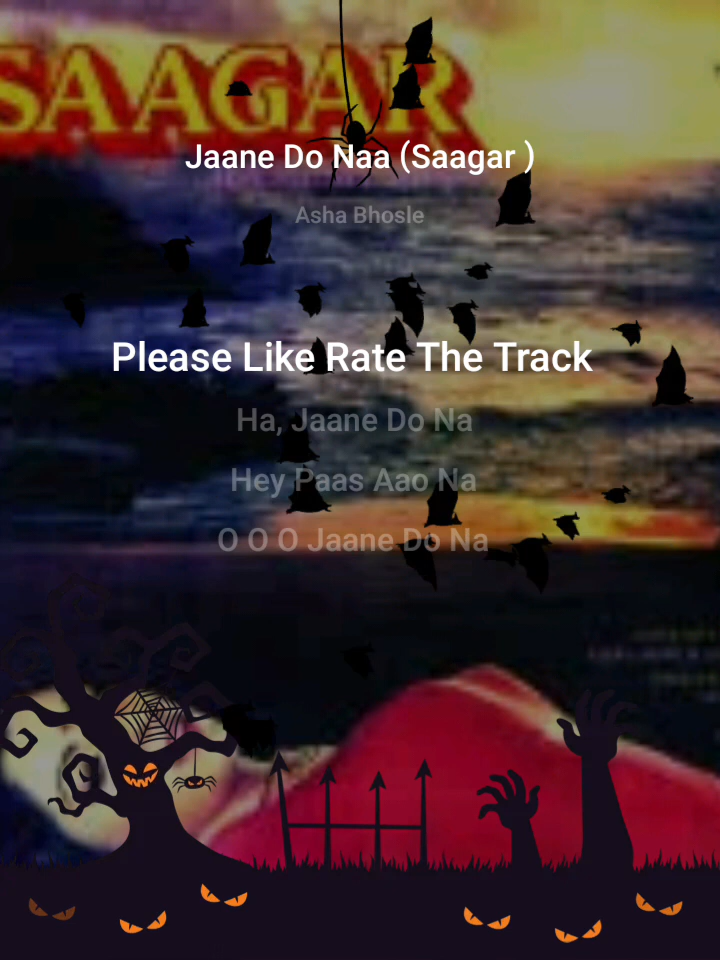 SAAGAR
Jaane Do Naa (Saagar )
Asha Bhosle
Please Like Rate The Track
Ha, Jaane Do Na
Hey Paas Aao Na
O O O Jaane Do Na